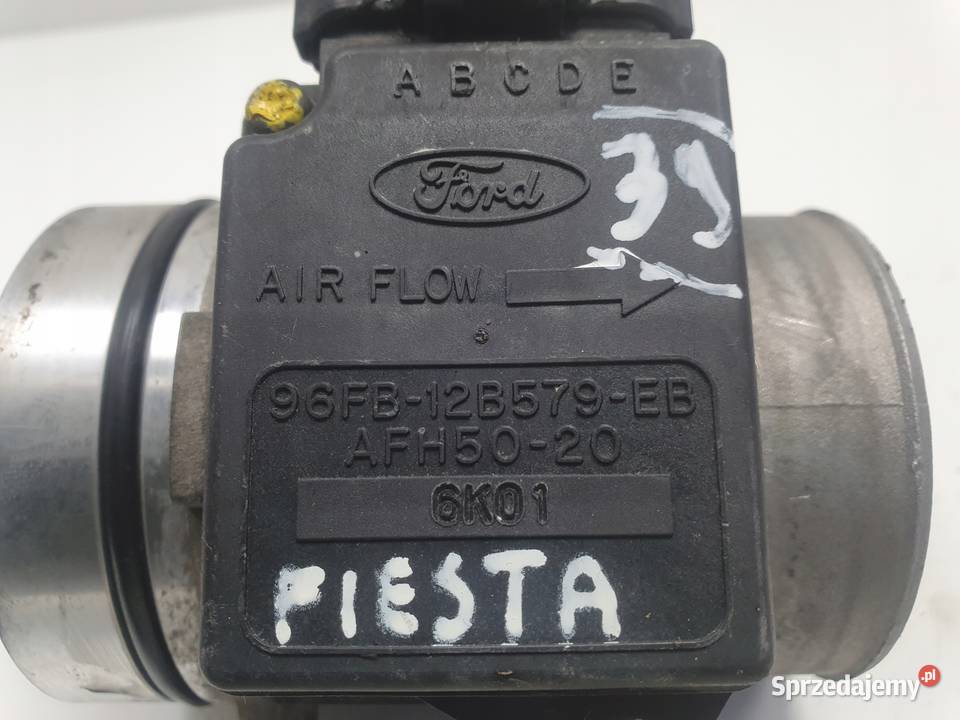 A B C D E
Ford
39
AIR FLOW
96FB-12B579-EB
AFH50-20
6K01
FIESTA
Sprzedajemy.pl